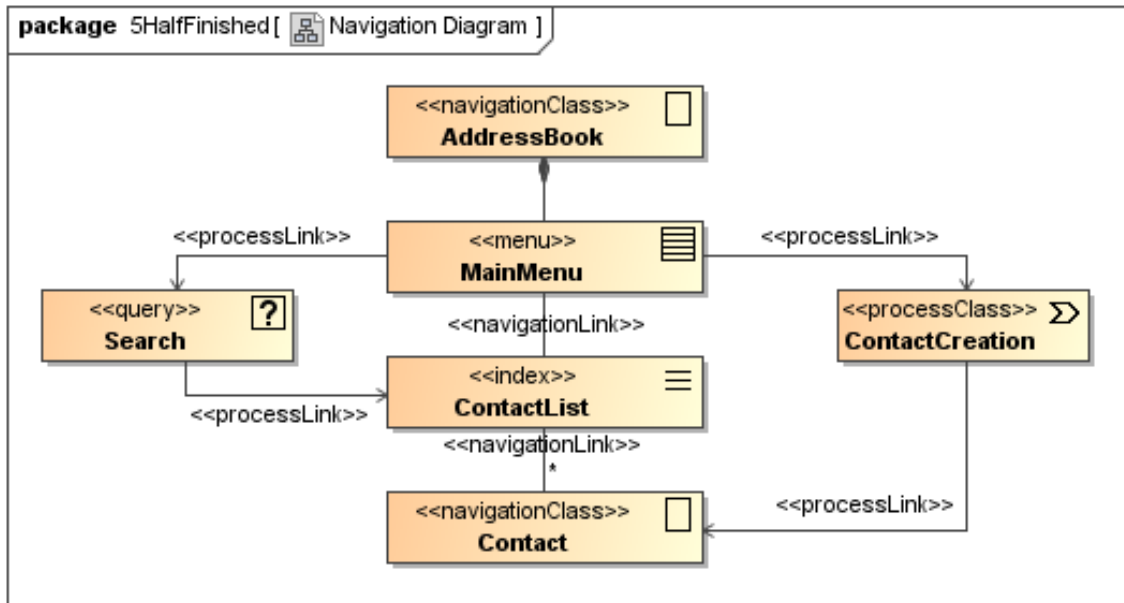 package 5HalfFinished [ Navigation Diagram ]
<<navigationClass>>
AddressBook
<<processLink>>
<<menu>>
MainMenu
<<processLink>>
<<query>>
?
Search
<<navigationLink>>
<<processClass>>
ContactCreation
<<processLink>>
<<index>>
ContactList
<<navigationLink>>
*
<<navigationClass>>
Contact
<<processLink>>